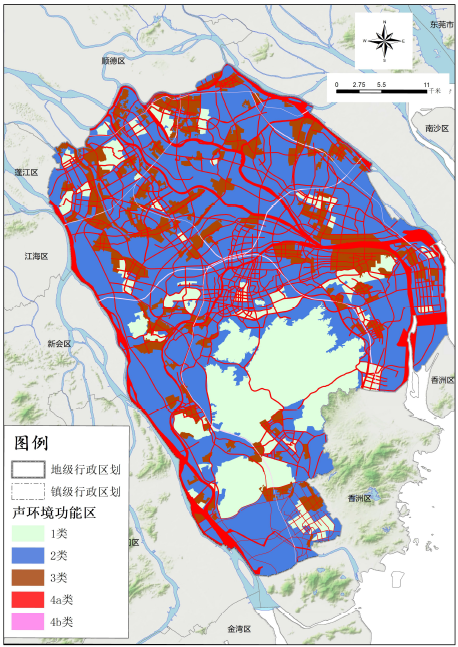 东莞市
顺德区
N
W
E
S
0 2.75 5.5 11
千米
南沙区
蓬江区
江海区
新会区
香洲区
图例
地级行政区划
镇级行政区划
声环境功能区
1类
2类
3类
4a类
4b类
香洲区
区
金湾区